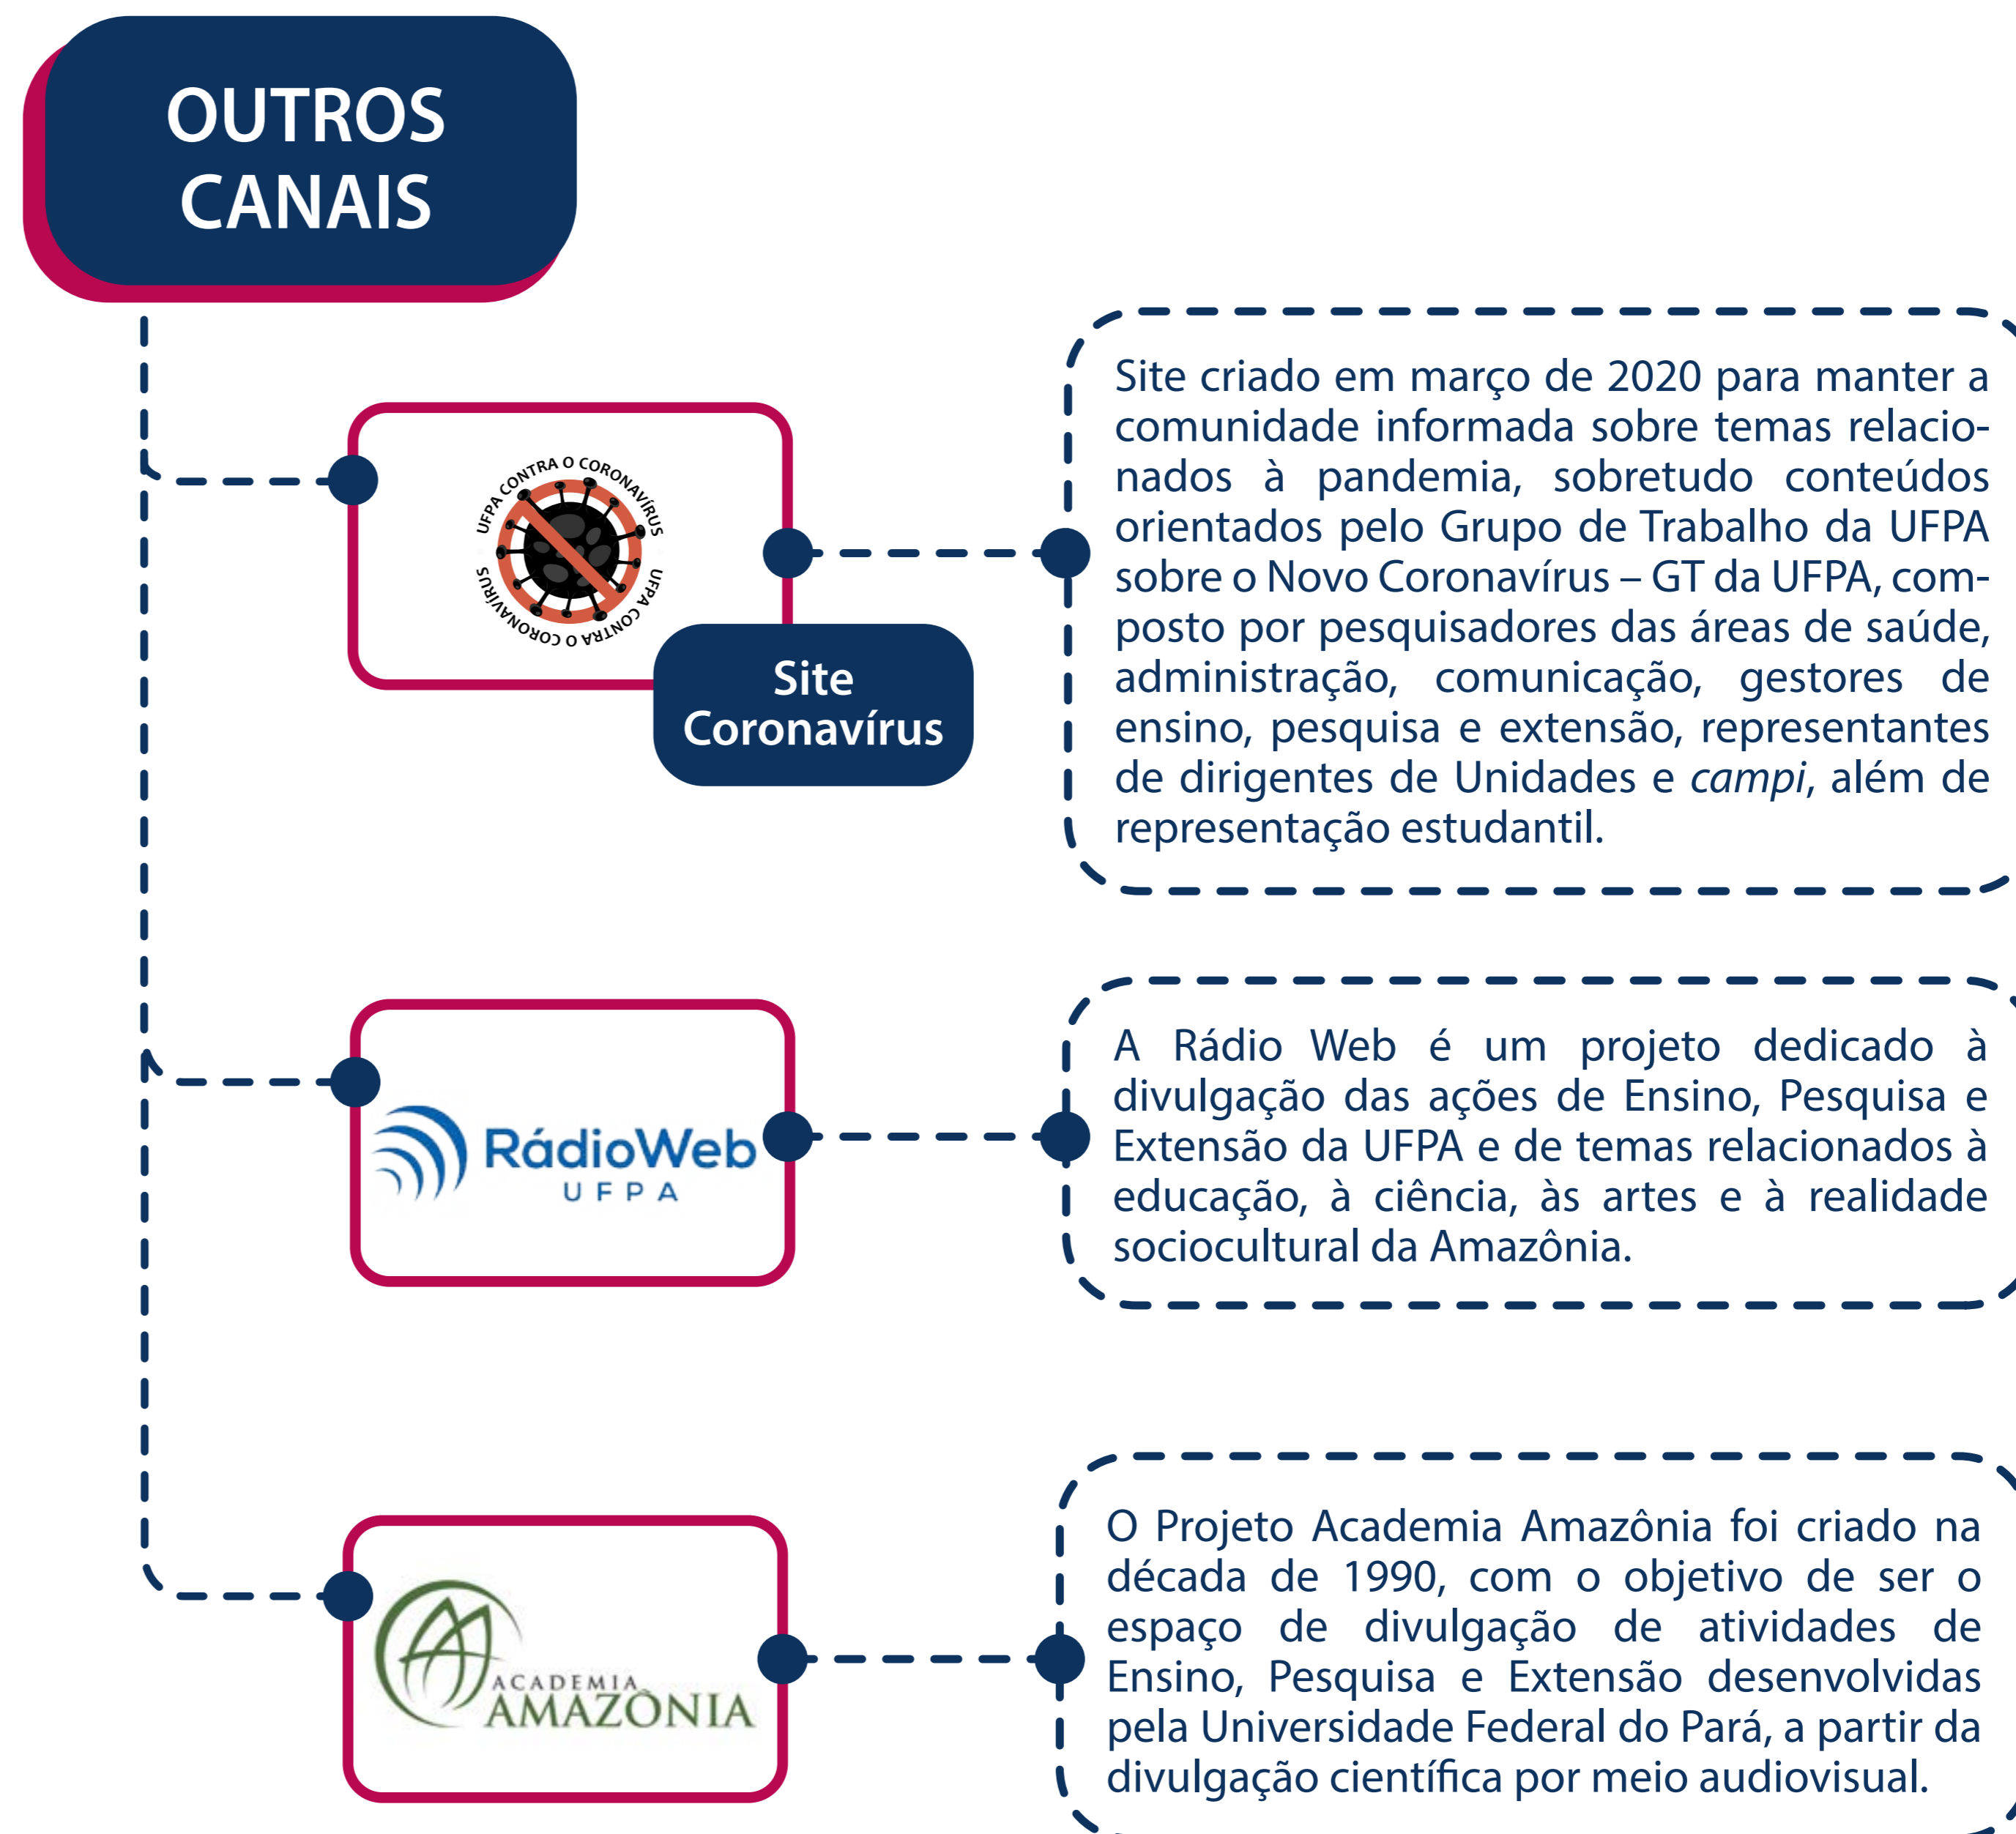 OUTROS
CANAIS
UFPA CONTRA O CORONAVÍRUS
UFPA CONTRA O CORONAVÍRUS
Site
Coronavírus
Site criado em março de 2020 para manter a
comunidade informada sobre temas relacio-
nados à pandemia, sobretudo conteúdos
orientados pelo Grupo de Trabalho da UFPA
sobre o Novo Coronavírus – GT da UFPA, com-
posto por pesquisadores das áreas de saúde,
administração, comunicação, gestores de
ensino, pesquisa e extensão, representantes
de dirigentes de Unidades e campi, além de
representação estudantil.
RádioWeb
UFPA
A Rádio Web é um projeto dedicado à
divulgação das ações de Ensino, Pesquisa e
Extensão da UFPA e de temas relacionados à
educação, à ciência, às artes e à realidade
sociocultural da Amazônia.
ACADEMIA
AMAZÔNIA
O Projeto Academia Amazônia foi criado na
década de 1990, com o objetivo de ser o
espaço de divulgação de atividades de
Ensino, Pesquisa e Extensão desenvolvidas
pela Universidade Federal do Pará, a partir da
divulgação científica por meio audiovisual.